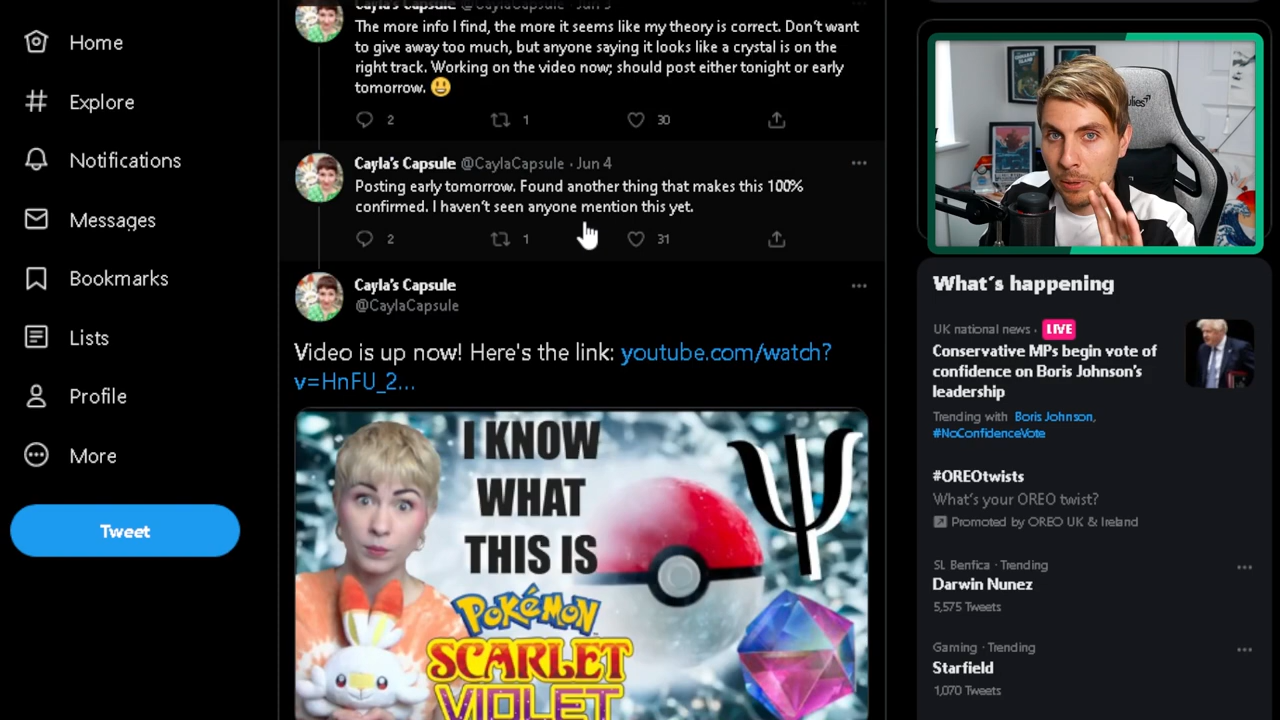 Home
Explore
Notifications
Messages
Bookmarks
Lists
Profile
More
Tweet
Cayla's Capsule @CaylaCapsule · Jun 3
The more info I find, the more it seems like my theory is correct. Don't want
to give away too much, but anyone saying it looks like a crystal is on the
right track. Working on the video now; should post either tonight or early
tomorrow. 😃
2 1 30
Cayla's Capsule @CaylaCapsule · Jun 4
Posting early tomorrow. Found another thing that makes this 100%
confirmed. I haven't seen anyone mention this yet.
2 1 31
Cayla's Capsule
@CaylaCapsule
Video is up now! Here's the link: youtube.com/watch?
v=HnFU_2...
I KNOW
WHAT
THIS IS
POKéMON
SCARLET
VIOLET
What's happening
UK national news · LIVE
Conservative MPs begin vote of
confidence on Boris Johnson's
leadership
Trending with Boris Johnson,
#NoConfidenceVote
#OREOtwists
What's your OREO twist?
Promoted by OREO UK & Ireland
SL Benfica · Trending
Darwin Nunez
5,575 Tweets
Gaming · Trending
Starfield
1,070 Tweets